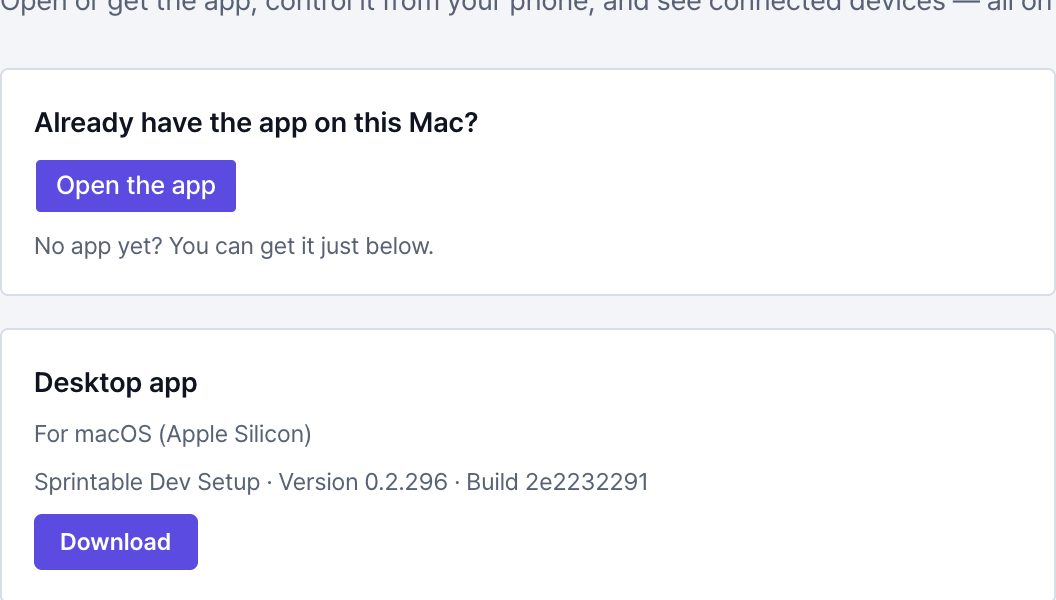 Open or get the app, control it from your phone, and see connected devices — all on
Already have the app on this Mac?
Open the app
No app yet? You can get it just below.
Desktop app
For macOS (Apple Silicon)
Sprintable Dev Setup · Version 0.2.296 · Build 2e2232291
Download